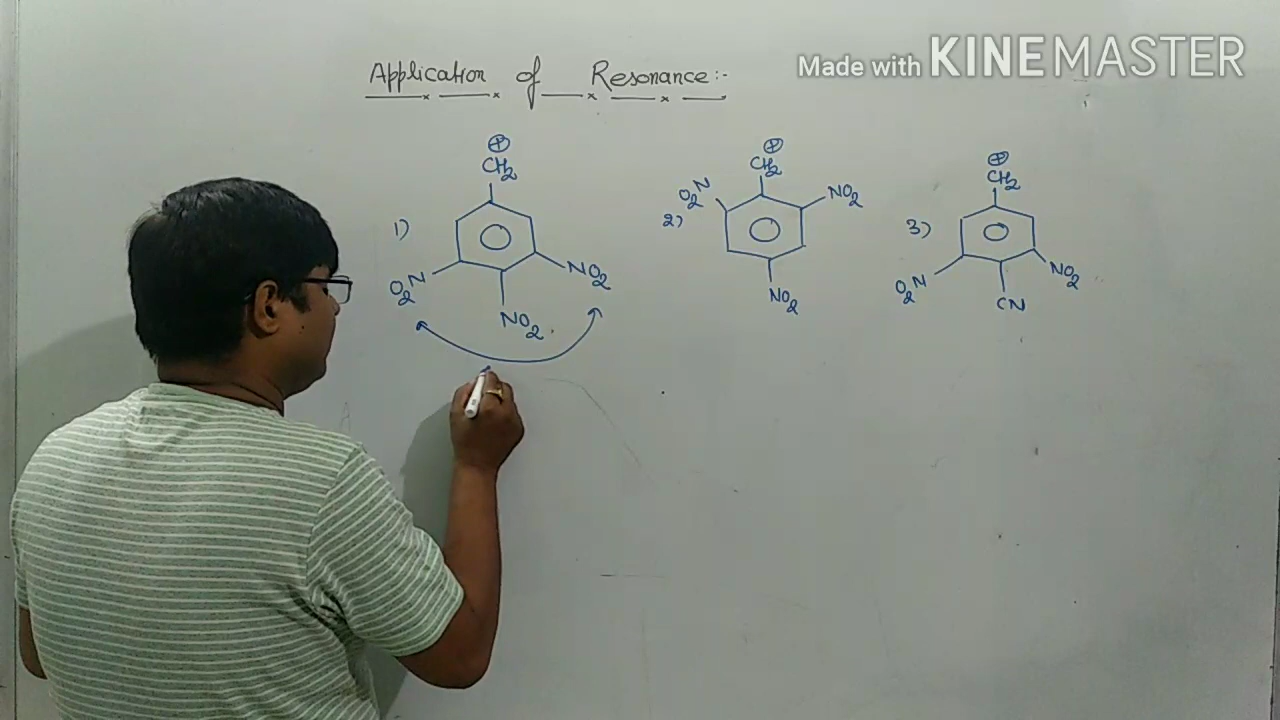 Made with KINEMASTER
Application of Resonance:-
1)
⊕
CH2
O2N
NO2
NO2
2)
⊕
CH2
O2N
NO2
NO2
3)
⊕
CH2
O2N
NO2
CN